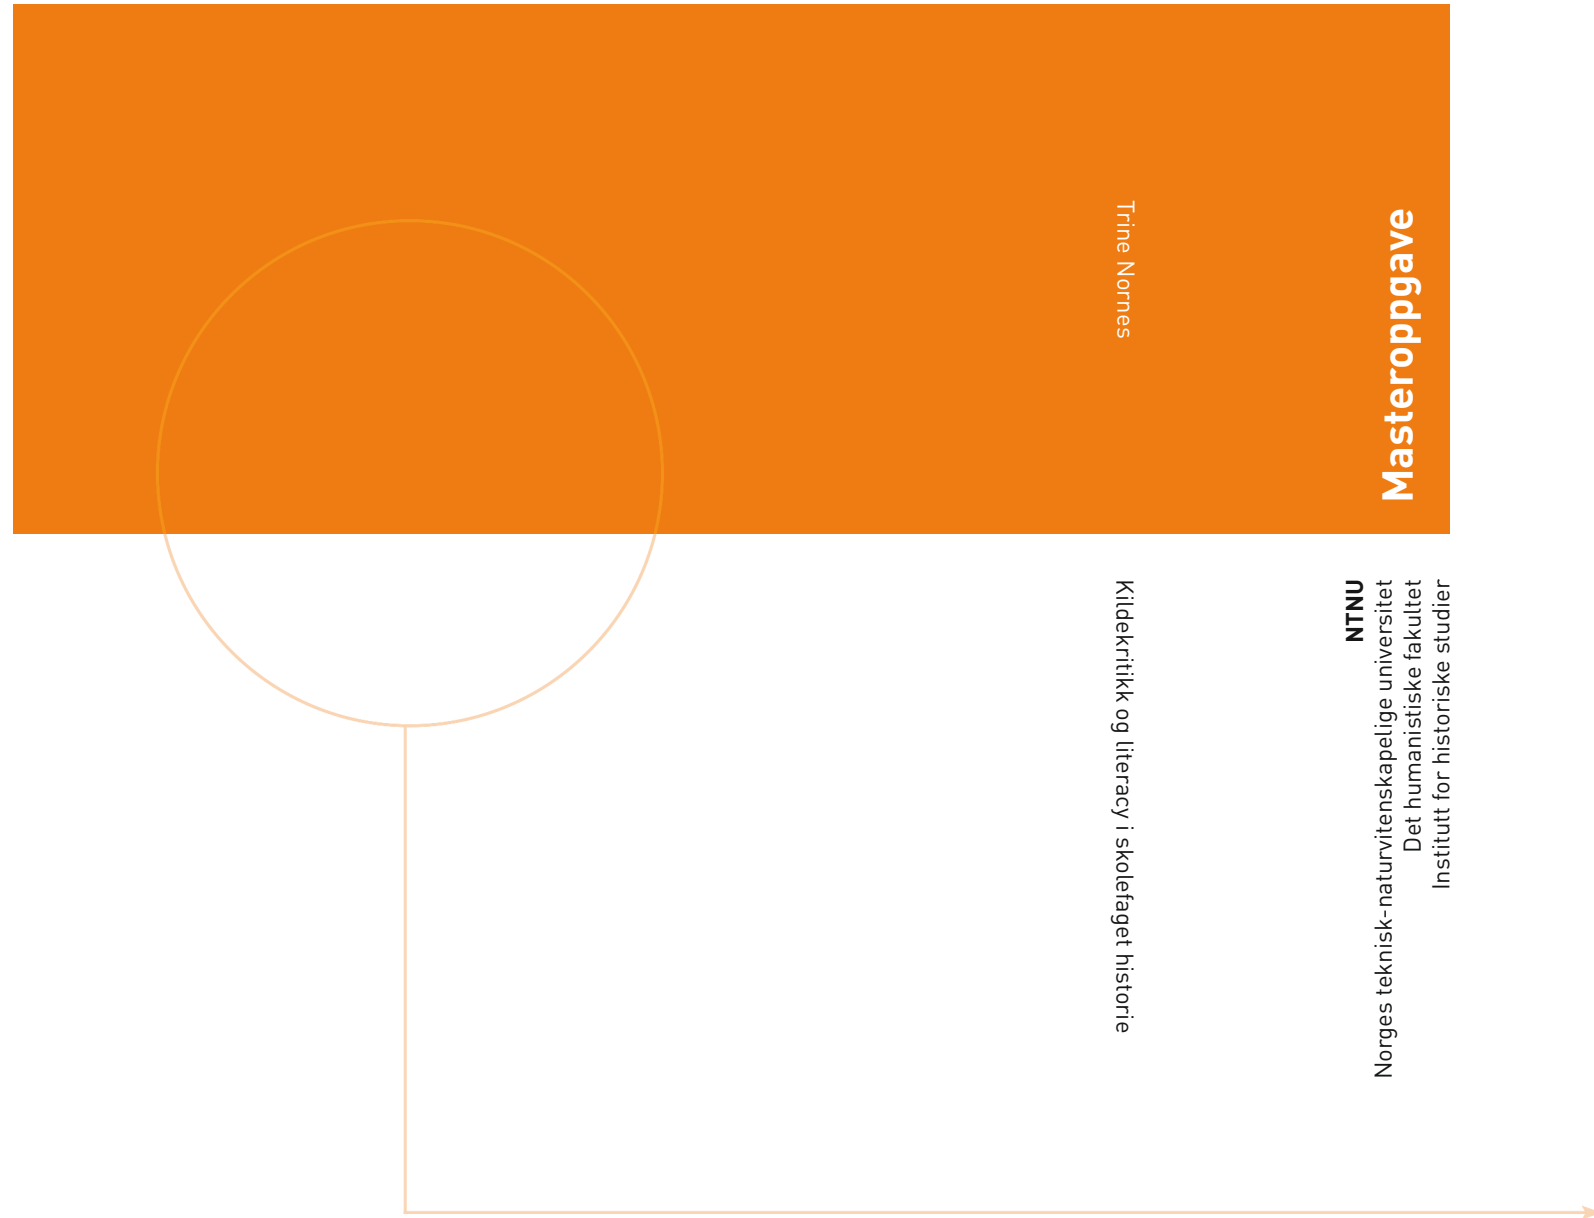 Masteroppgave
NTNU
Norges teknisk-naturvitenskapelige universitet
Det humanistiske fakultet
Institutt for historiske studier
Trine Nornes
Kildekritikk og literacy i skolefaget historie